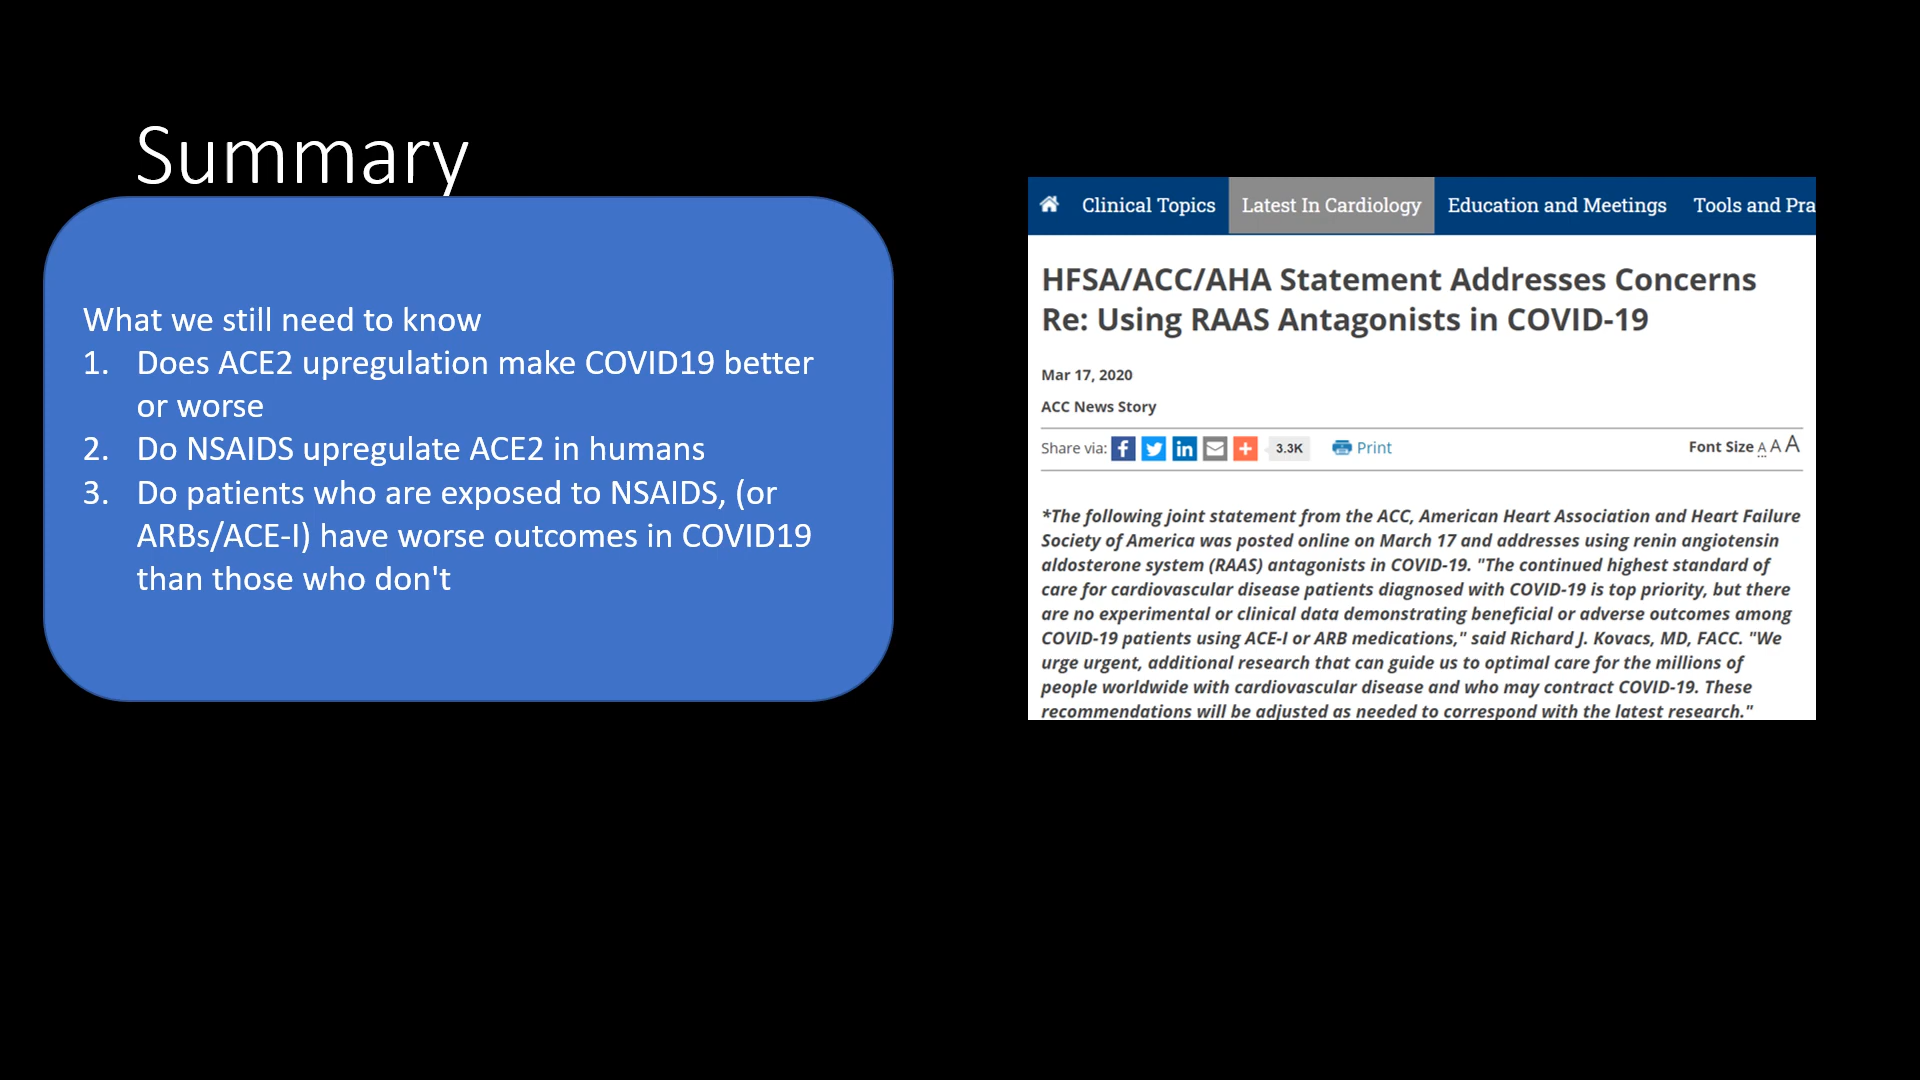 Summary
What we still need to know
1. Does ACE2 upregulation make COVID19 better
or worse
2. Do NSAIDS upregulate ACE2 in humans
3. Do patients who are exposed to NSAIDS, (or
ARBs/ACE-I) have worse outcomes in COVID19
than those who don't
Clinical Topics Latest In Cardiology Education and Meetings Tools and Pra
HFSA/ACC/AHA Statement Addresses Concerns
Re: Using RAAS Antagonists in COVID-19
Mar 17, 2020
ACC News Story
Share via: 3.3K Print Font Size A A A
*The following joint statement from the ACC, American Heart Association and Heart Failure
Society of America was posted online on March 17 and addresses using renin angiotensin
aldosterone system (RAAS) antagonists in COVID-19. "The continued highest standard of
care for cardiovascular disease patients diagnosed with COVID-19 is top priority, but there
are no experimental or clinical data demonstrating beneficial or adverse outcomes among
COVID-19 patients using ACE-I or ARB medications," said Richard J. Kovacs, MD, FACC. "We
urge urgent, additional research that can guide us to optimal care for the millions of
people worldwide with cardiovascular disease and who may contract COVID-19. These
recommendations will be adjusted as needed to correspond with the latest research."